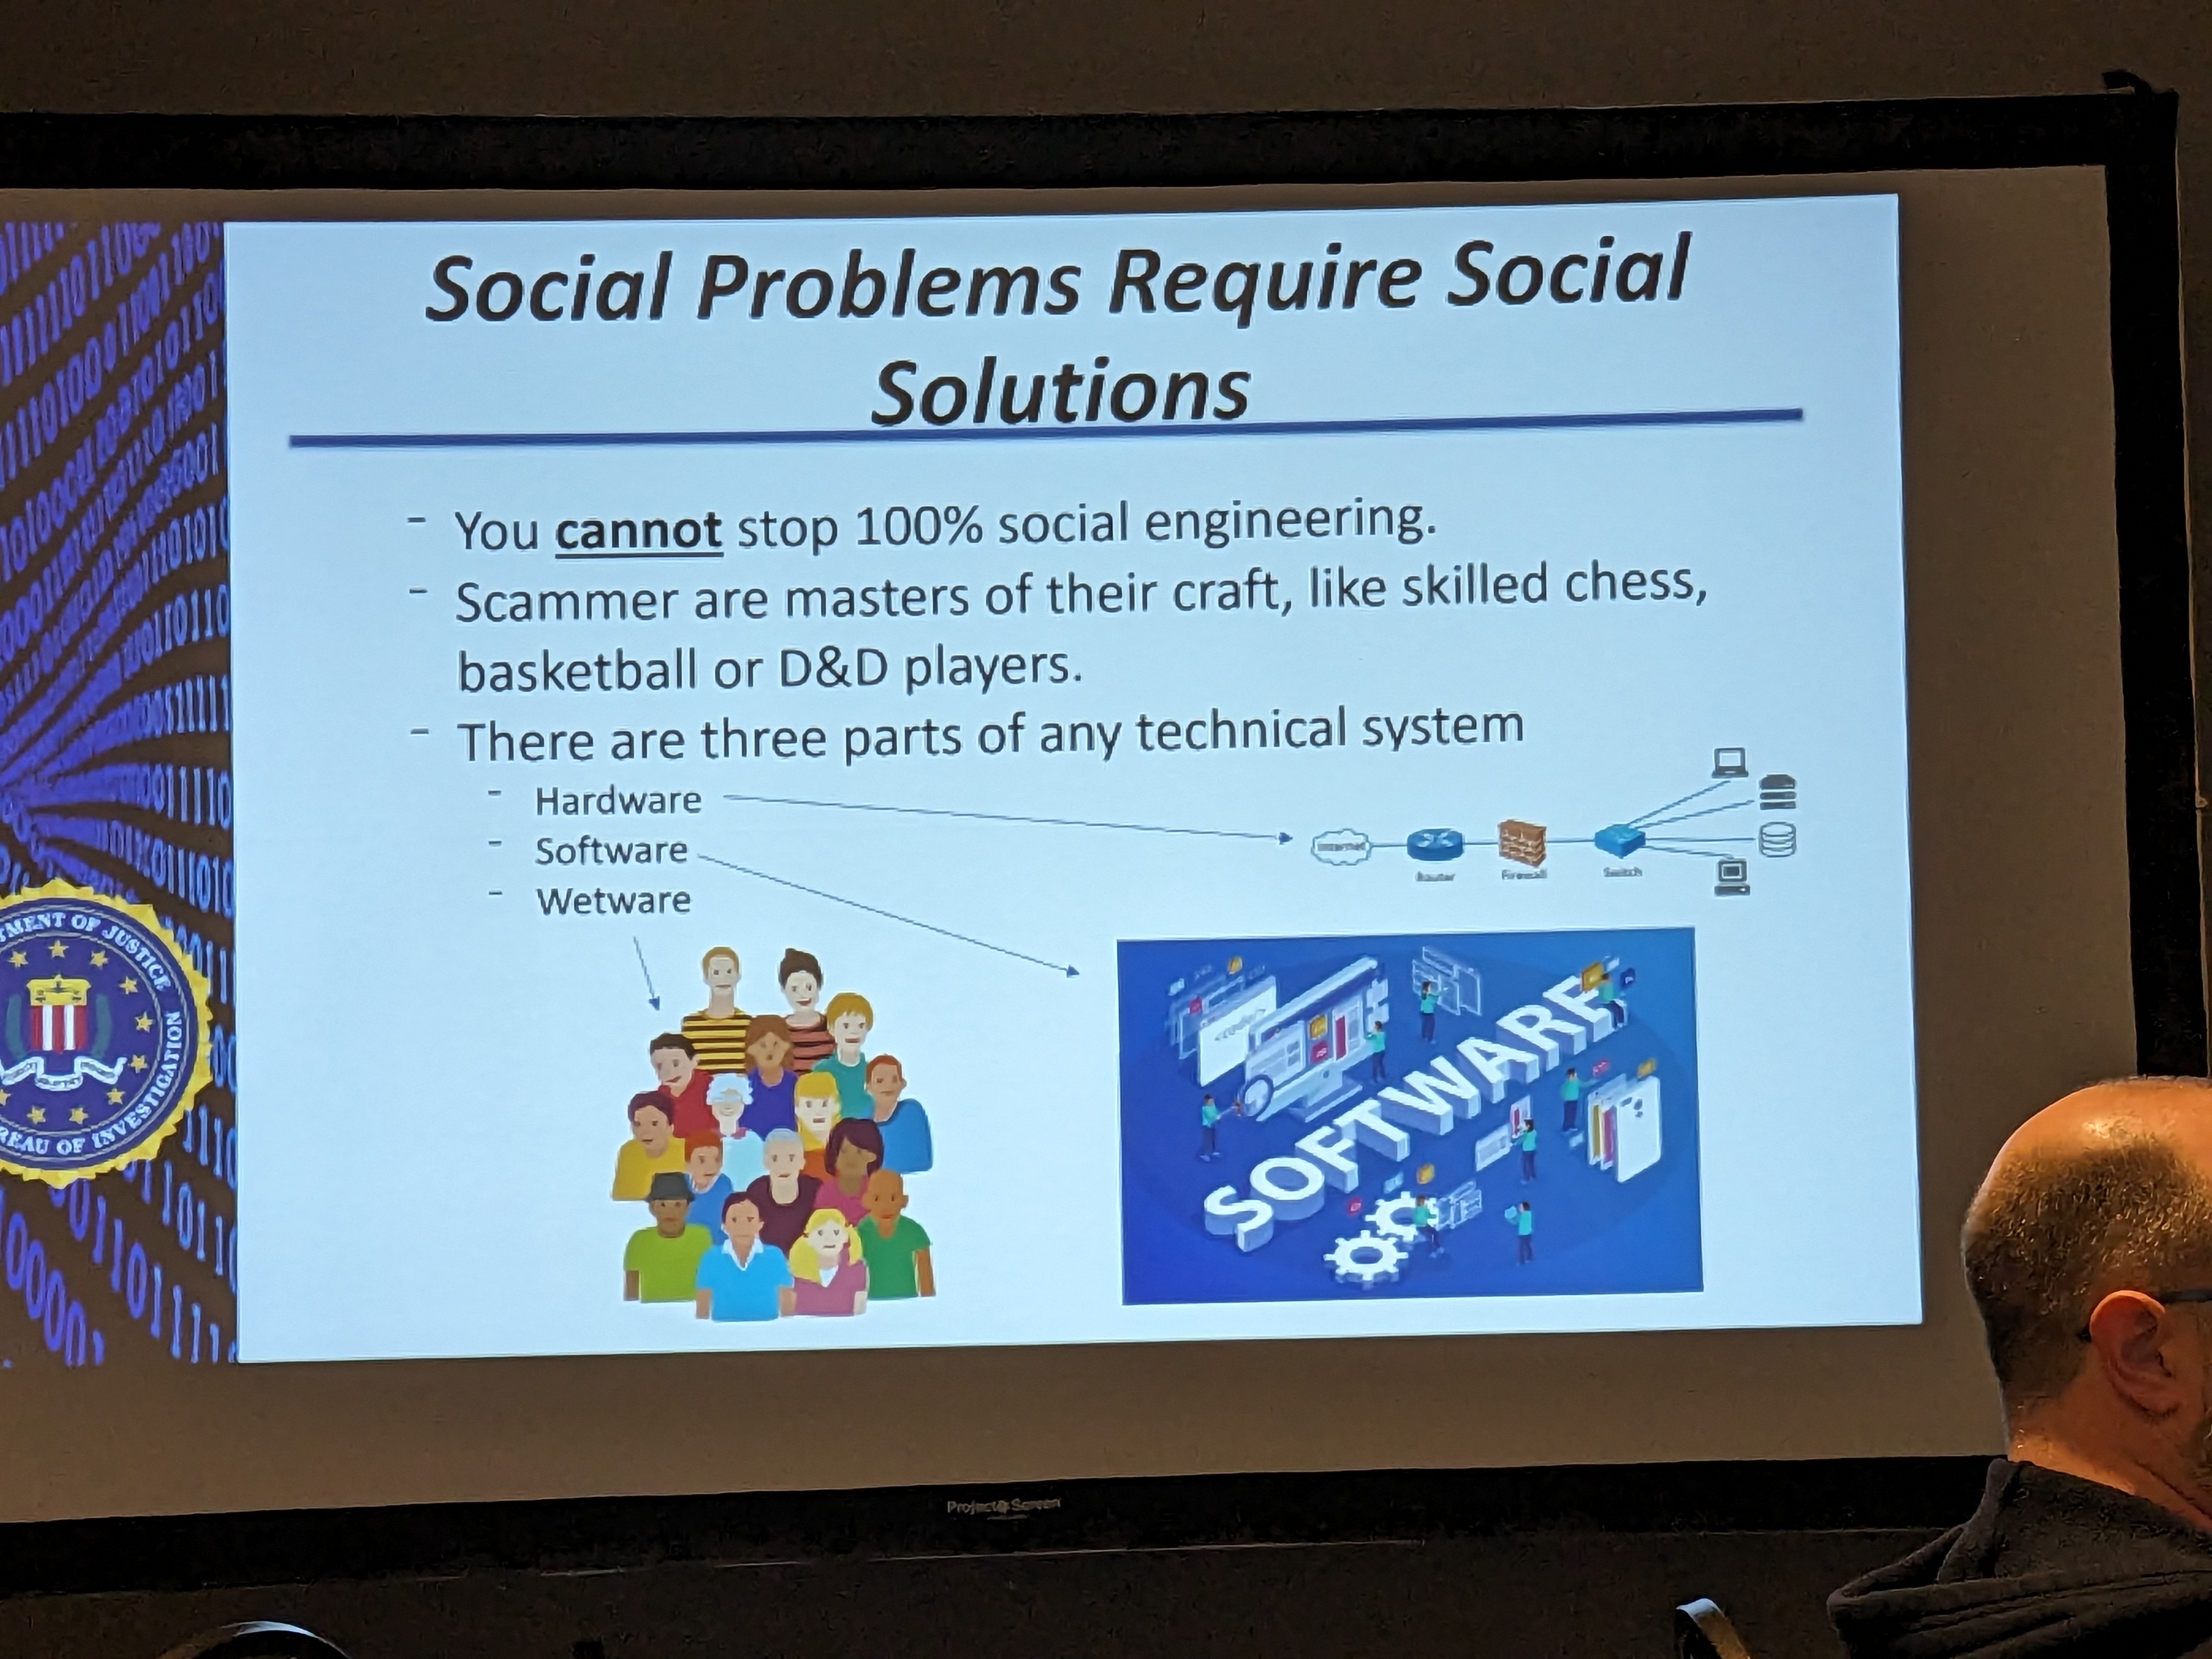 Social Problems Require Social
Solutions
- You cannot stop 100% social engineering.
- Scammer are masters of their craft, like skilled chess,
basketball or D&D players.
- There are three parts of any technical system
- Hardware
- Software
- Wetware
Internet
Router
Firewall
Switch
SOFTWARE
TMENT OF JUSTICE
REAU OF INVESTIGATION
Project Screen